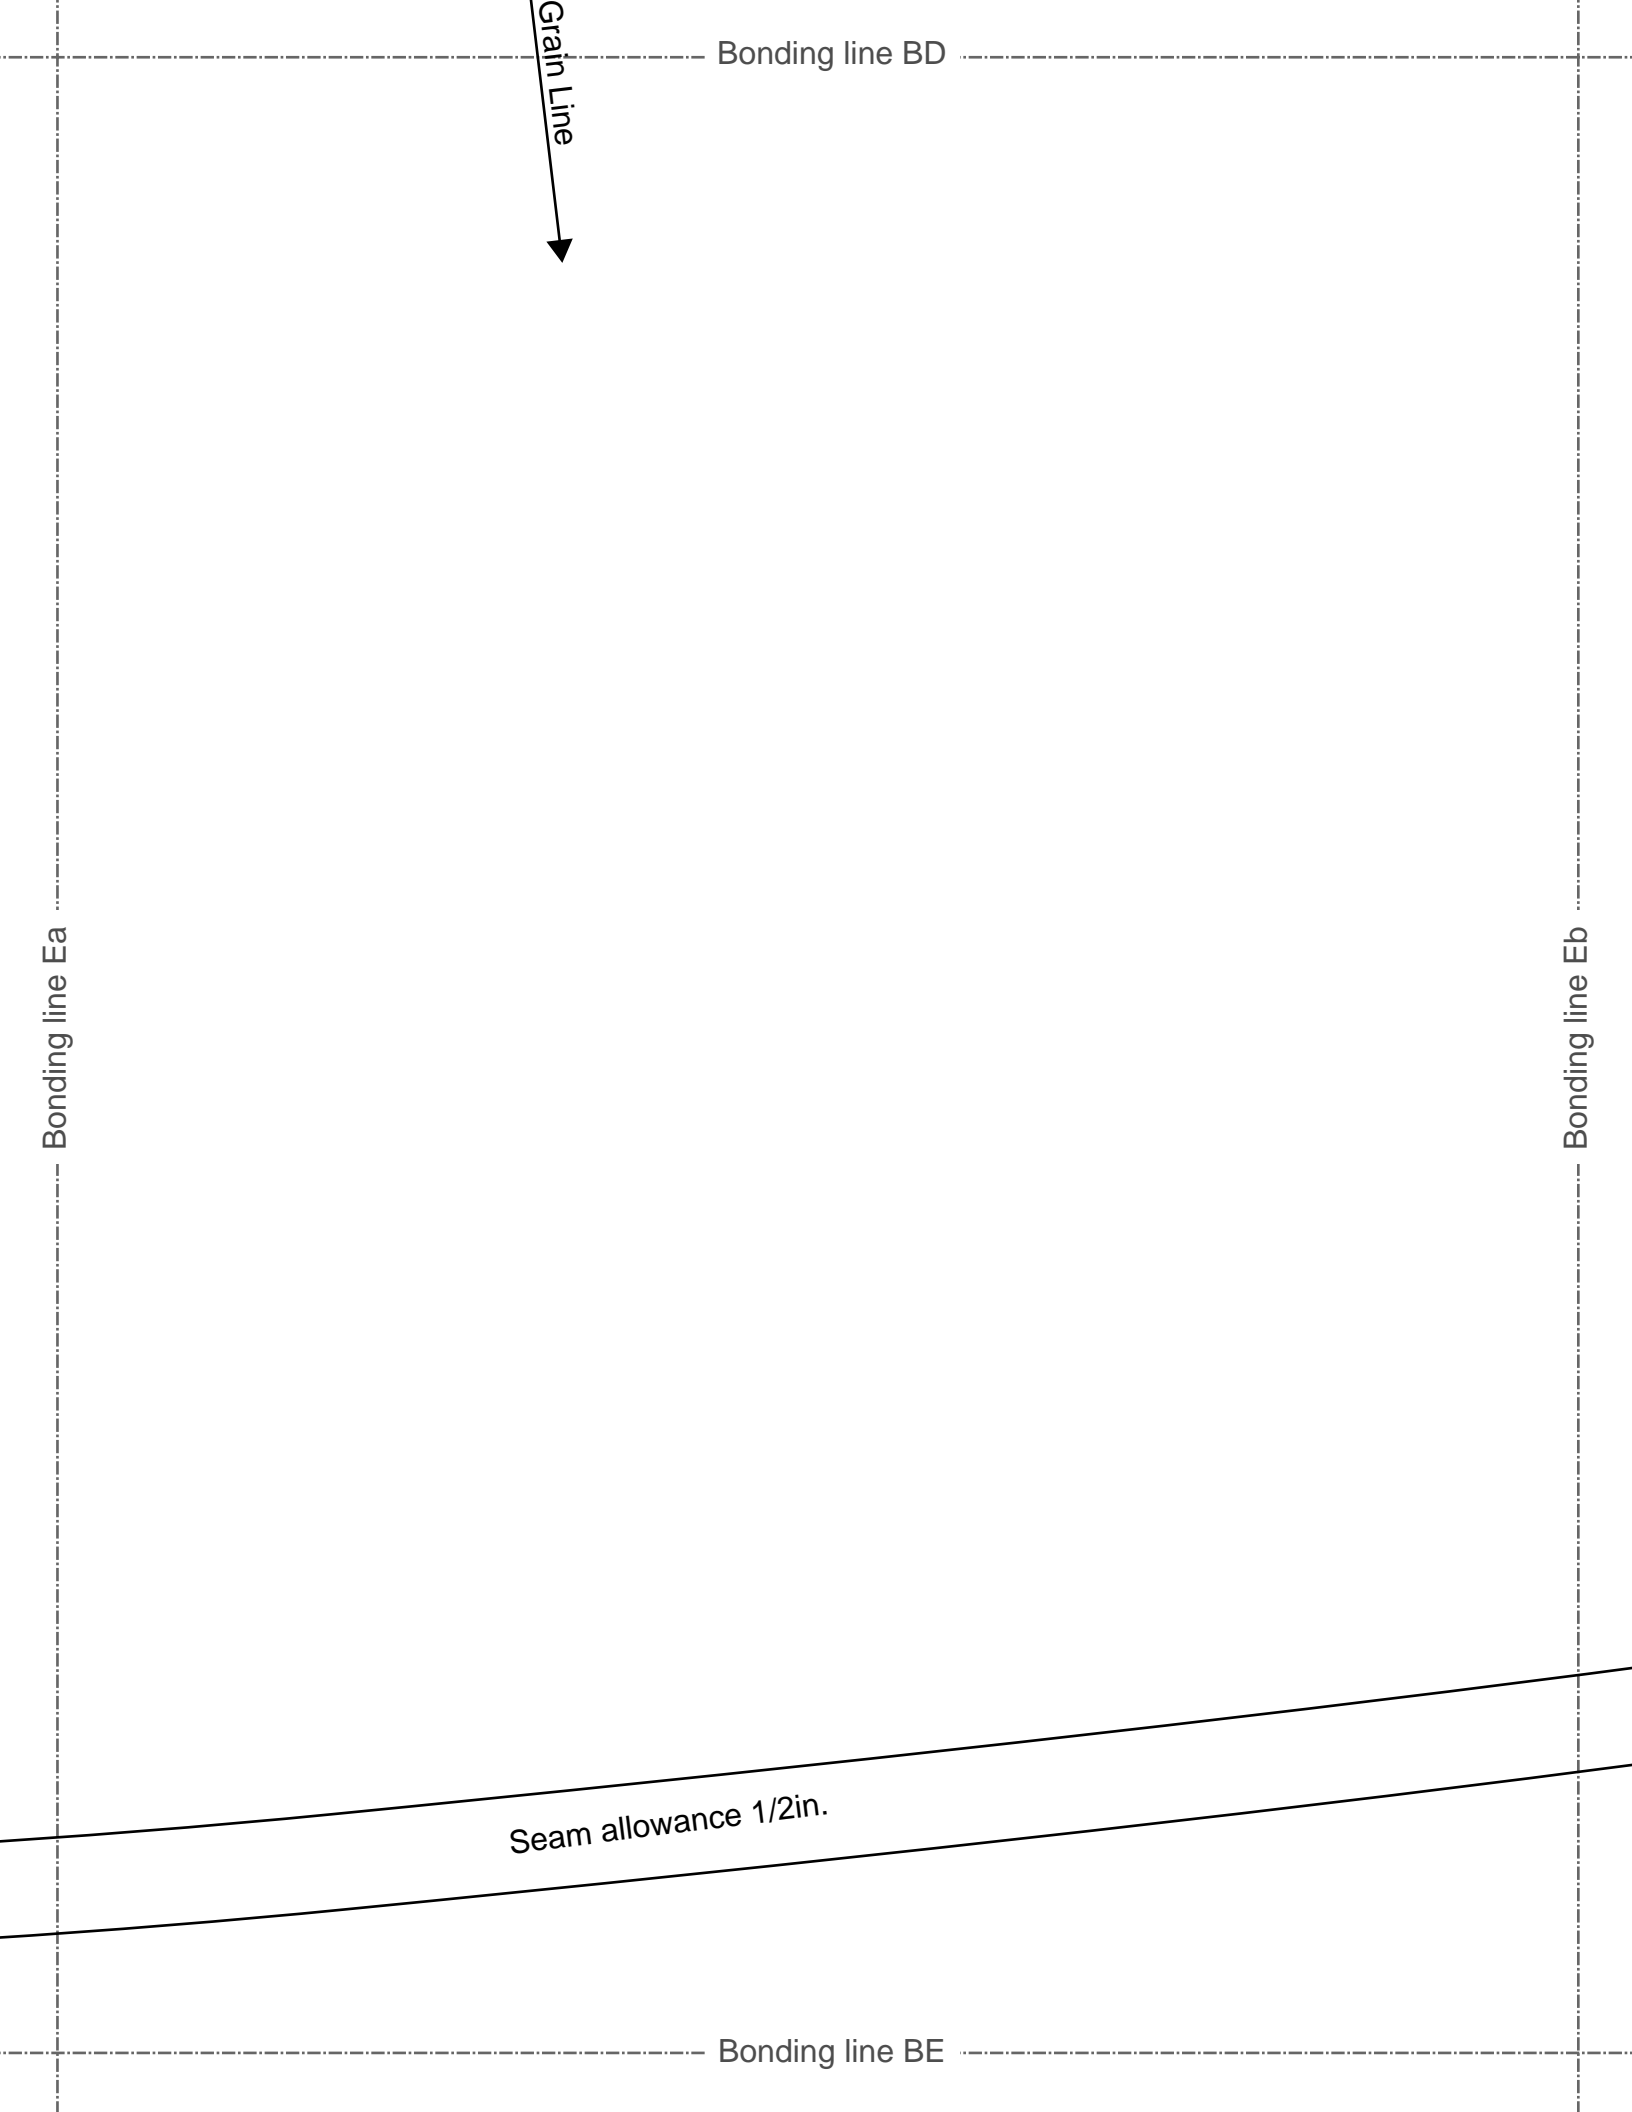 Grain Line
Bonding line BD
Bonding line Ea
Bonding line Eb
Seam allowance 1/2in.
Bonding line BE